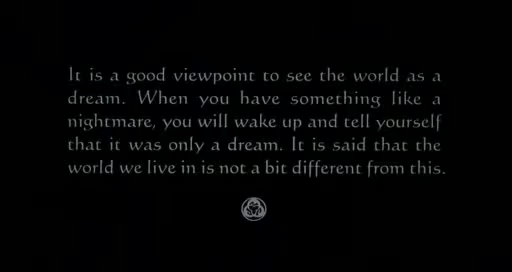 It is a good viewpoint to see the world as a
dream. When you have something like a
nightmare, you will wake up and tell yourself
that it was only a dream. It is said that the
world we live in is not a bit different from this.